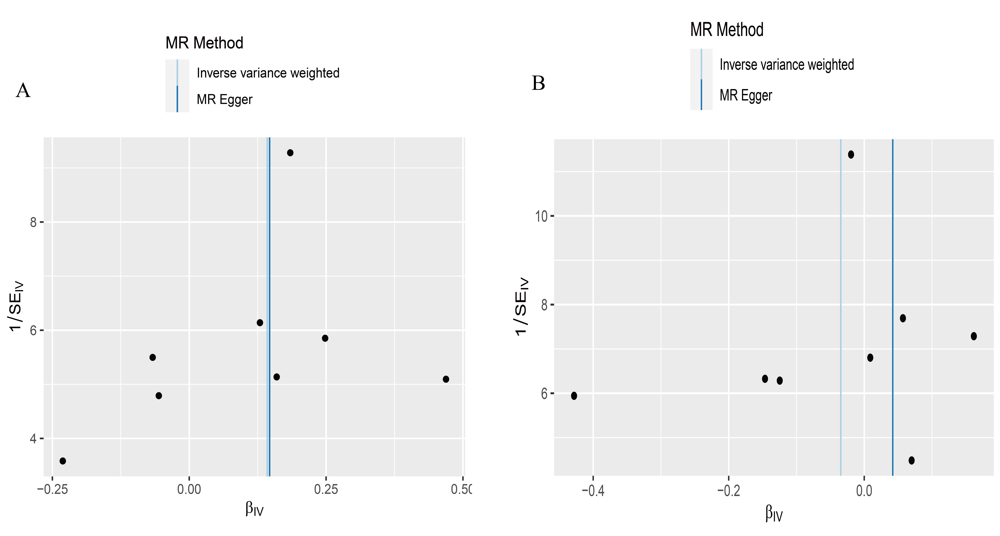 A
MR Method
Inverse variance weighted
MR Egger
1/SEIV
8
6
4
−0.25
0.00
0.25
βIV
B
MR Method
Inverse variance weighted
MR Egger
1/SEIV
10
8
6
−0.4
−0.2
0.0
βIV